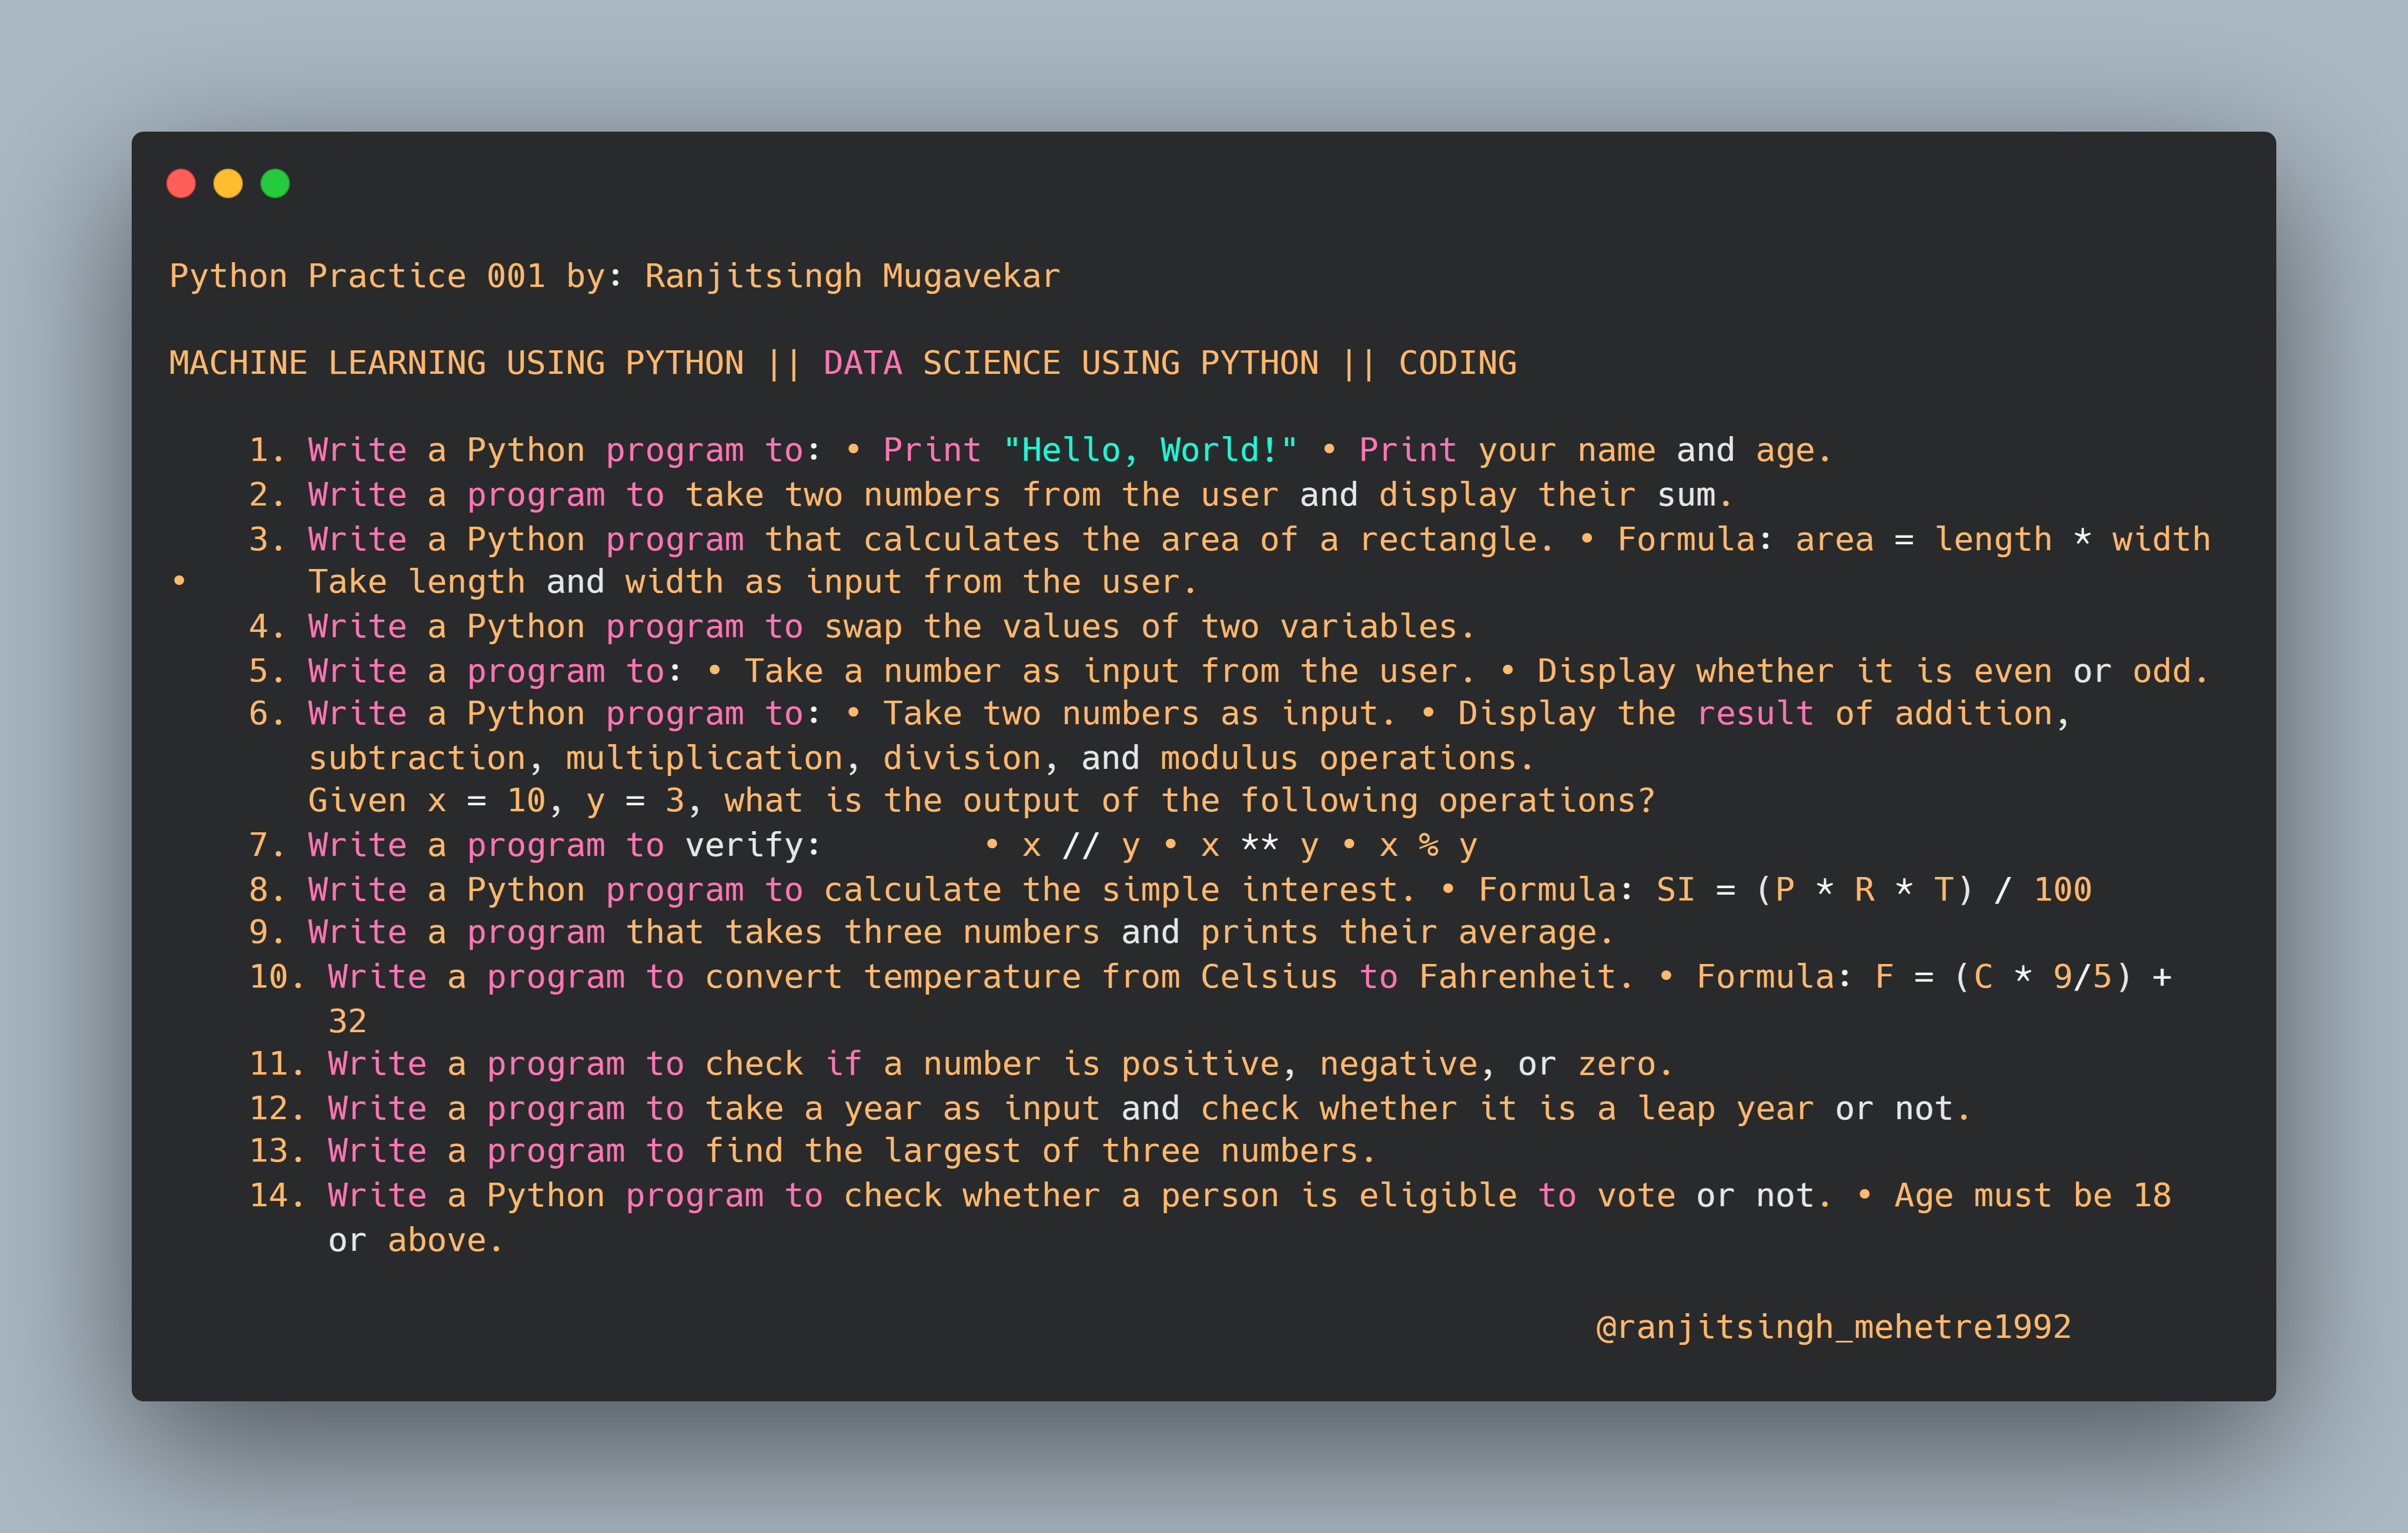 Python Practice 001 by: Ranjitsingh Mugavekar
MACHINE LEARNING USING PYTHON || DATA SCIENCE USING PYTHON || CODING
1. Write a Python program to: • Print "Hello, World!" • Print your name and age.
2. Write a program to take two numbers from the user and display their sum.
3. Write a Python program that calculates the area of a rectangle. • Formula: area = length * width
• Take length and width as input from the user.
4. Write a Python program to swap the values of two variables.
5. Write a program to: • Take a number as input from the user. • Display whether it is even or odd.
6. Write a Python program to: • Take two numbers as input. • Display the result of addition,
subtraction, multiplication, division, and modulus operations.
Given x = 10, y = 3, what is the output of the following operations?
7. Write a program to verify: • x // y • x ** y • x % y
8. Write a Python program to calculate the simple interest. • Formula: SI = (P * R * T) / 100
9. Write a program that takes three numbers and prints their average.
10. Write a program to convert temperature from Celsius to Fahrenheit. • Formula: F = (C * 9/5) +
32
11. Write a program to check if a number is positive, negative, or zero.
12. Write a program to take a year as input and check whether it is a leap year or not.
13. Write a program to find the largest of three numbers.
14. Write a Python program to check whether a person is eligible to vote or not. • Age must be 18
or above.
@ranjitsingh_mehetre1992